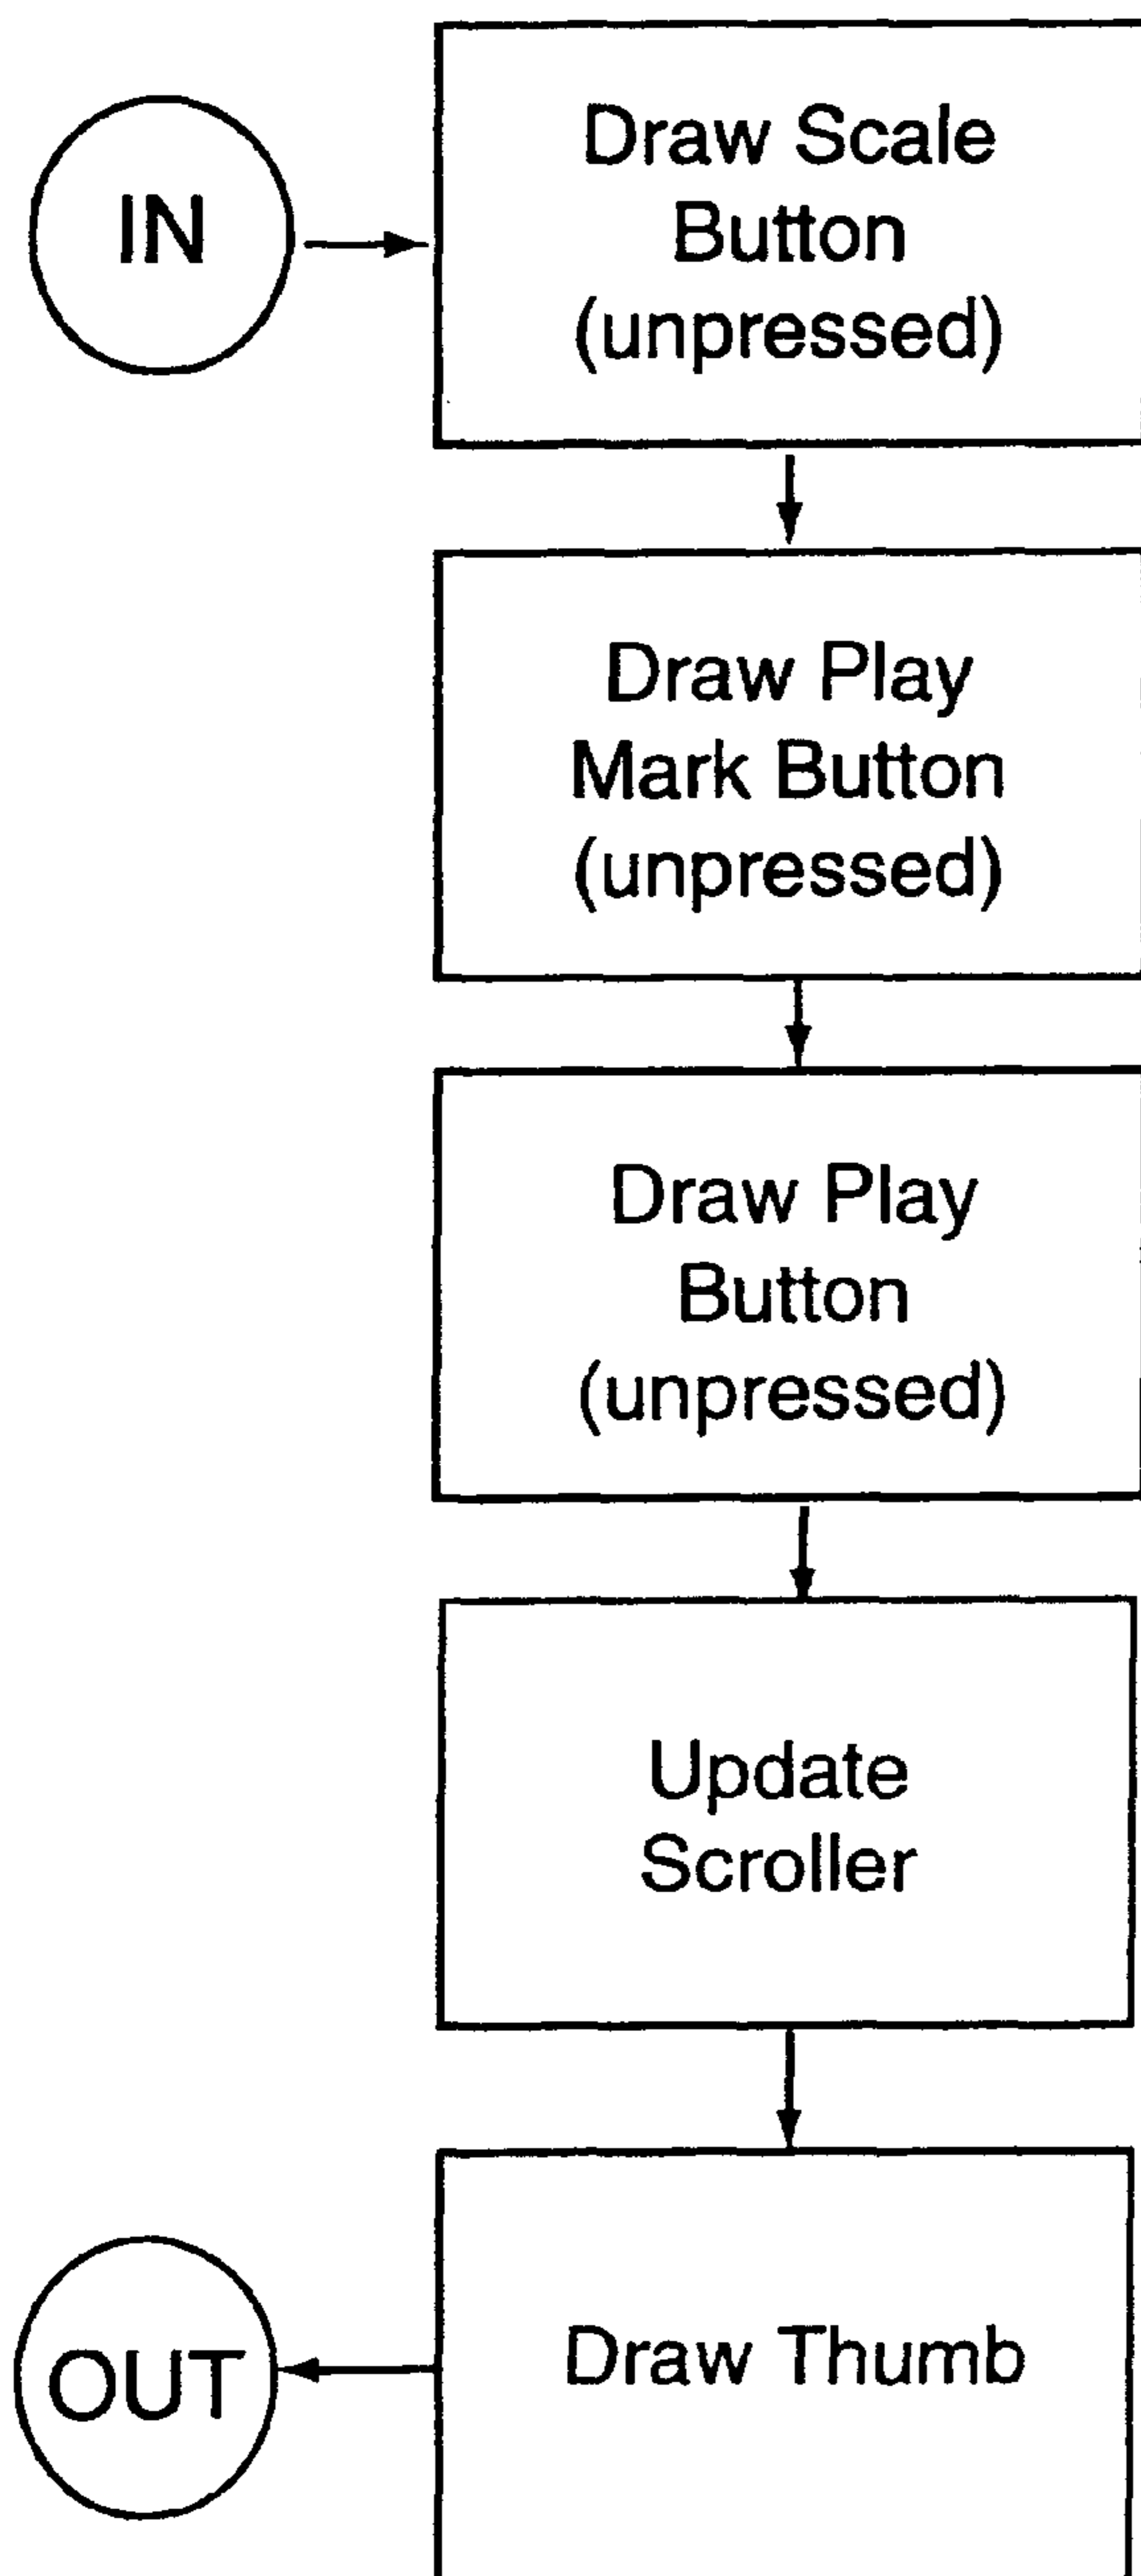 IN
Draw Scale
Button
(unpressed)
Draw Play
Mark Button
(unpressed)
Draw Play
Button
(unpressed)
Update
Scroller
Draw Thumb
OUT